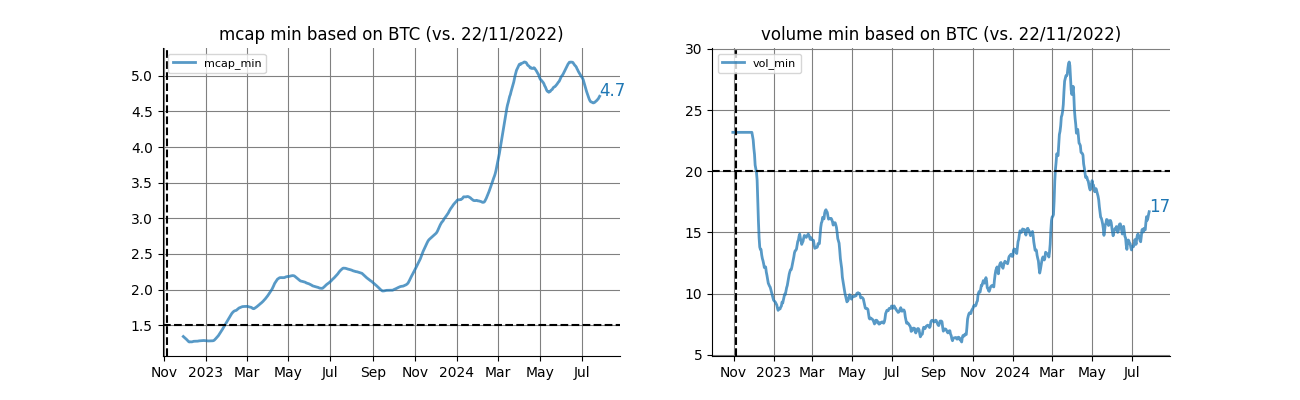 mcap min based on BTC (vs. 22/11/2022)
mcap_min
5.0
4.5
4.0
3.5
3.0
2.5
2.0
1.5
4.7
Nov 2023 Mar May Jul Sep Nov 2024 Mar May Jul
volume min based on BTC (vs. 22/11/2022)
vol_min
30
25
20
15
10
5
17
Nov 2023 Mar May Jul Sep Nov 2024 Mar May Jul